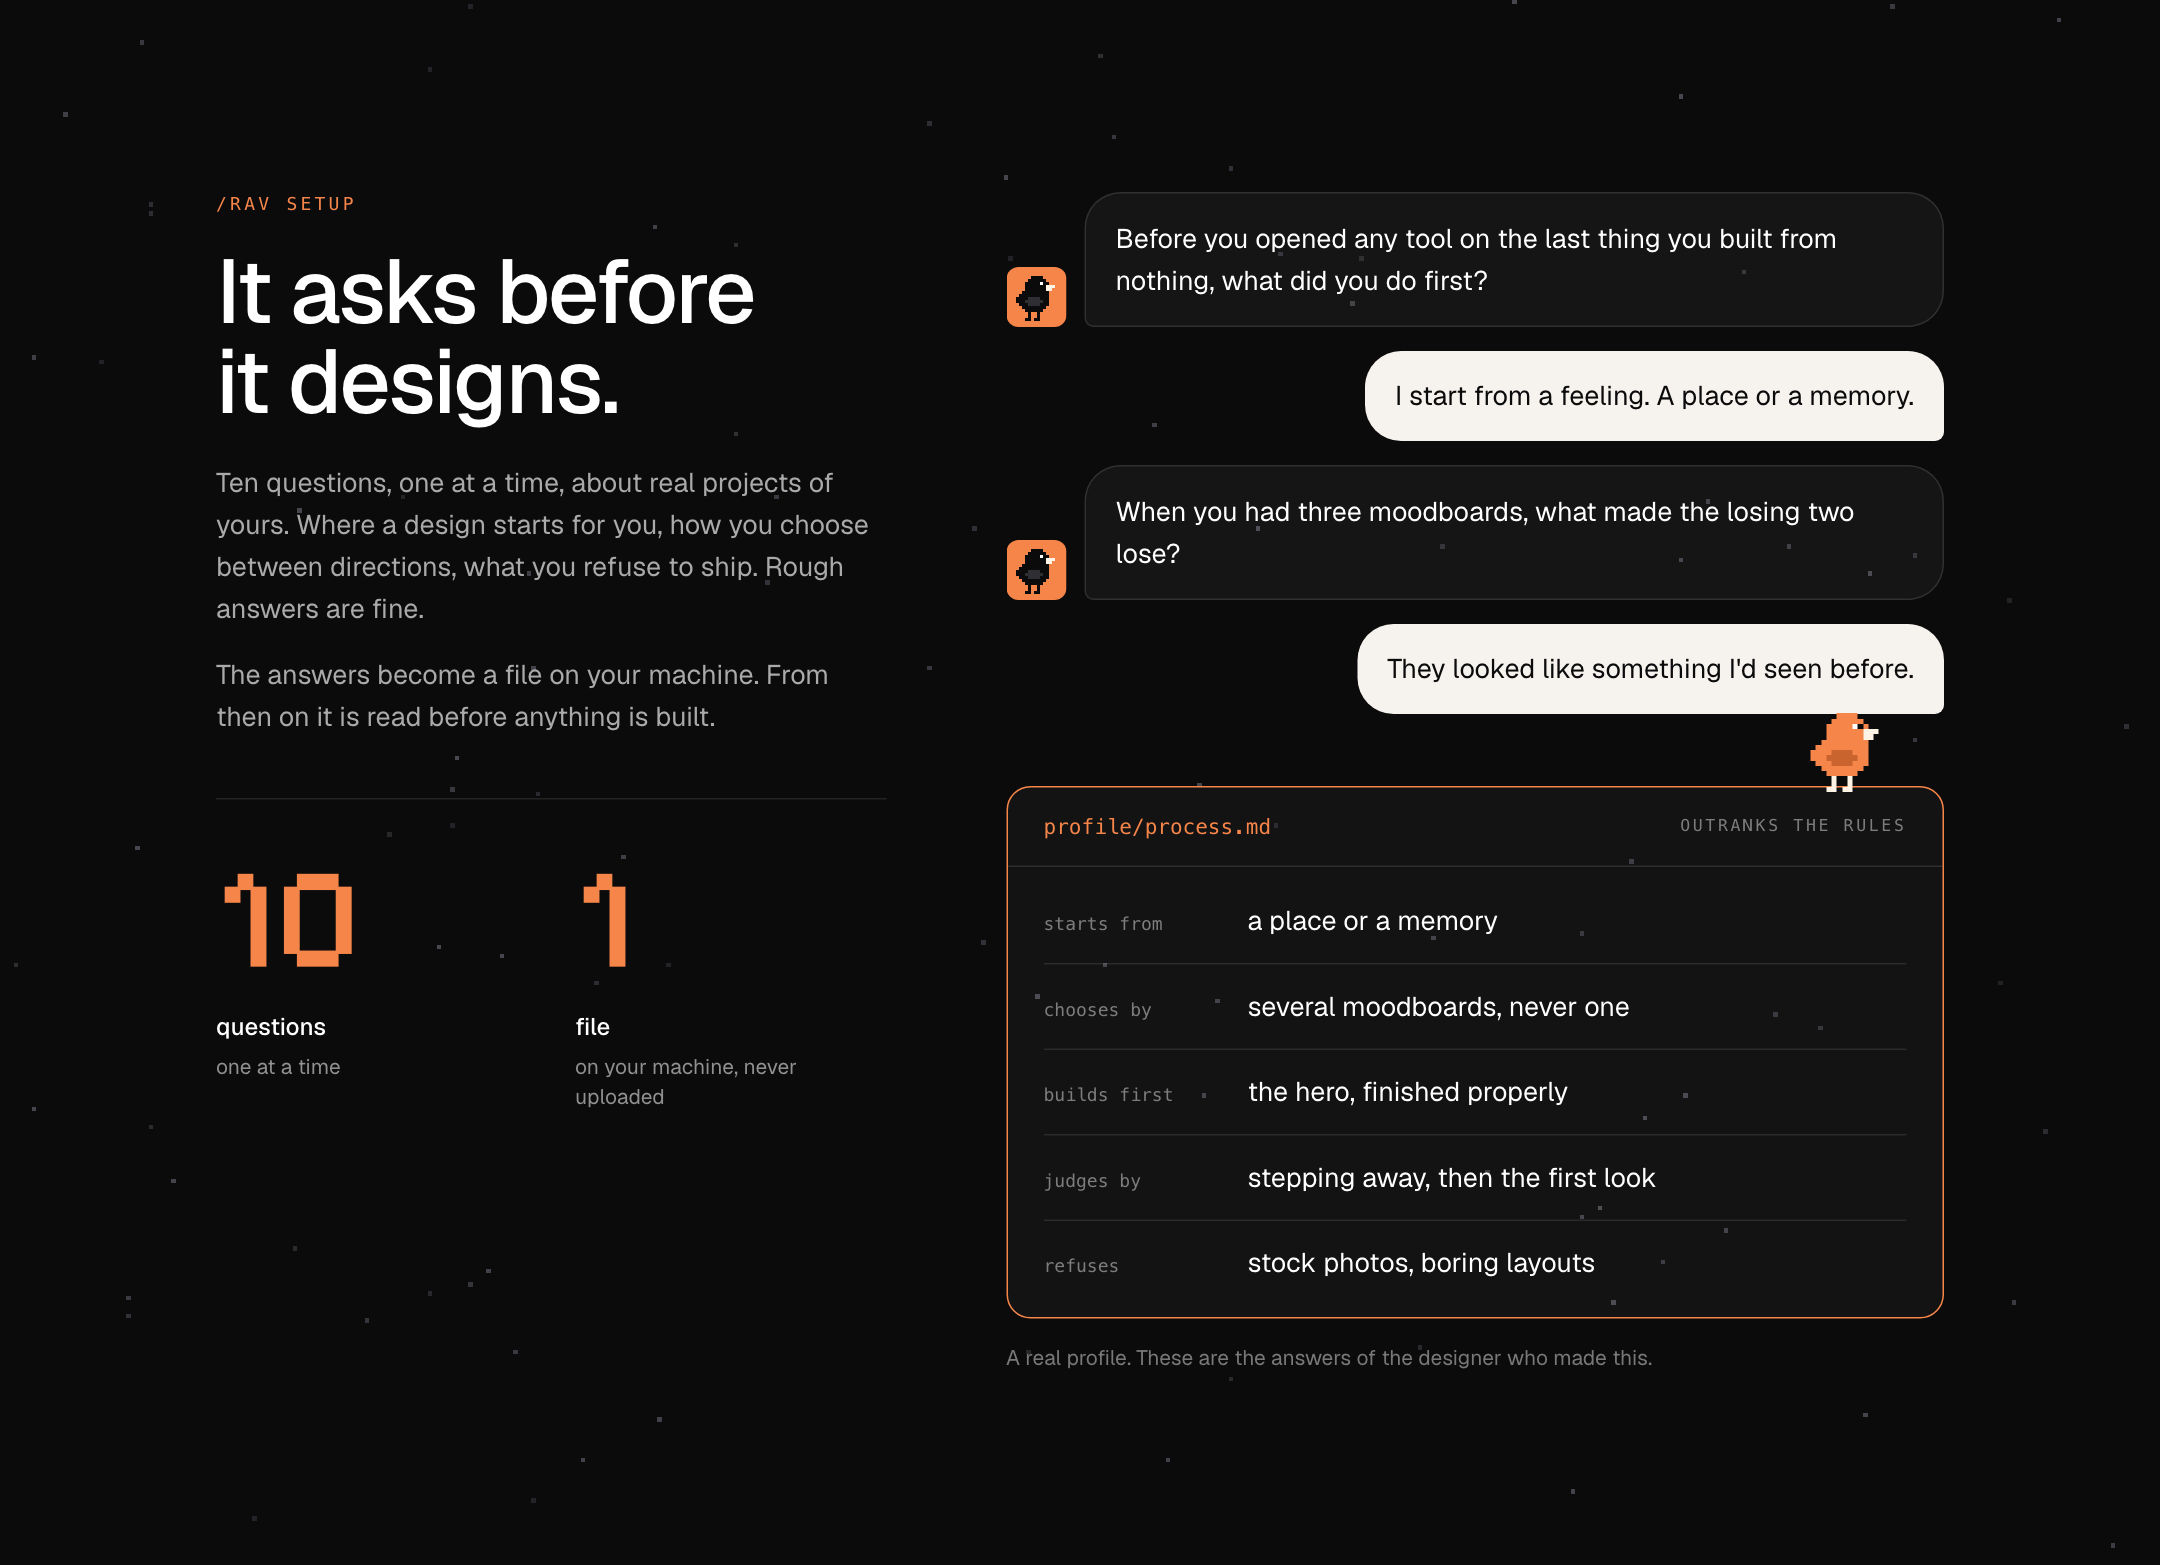 /RAV SETUP
It asks before
it designs.
Ten questions, one at a time, about real projects of
yours. Where a design starts for you, how you choose
between directions, what you refuse to ship. Rough
answers are fine.
The answers become a file on your machine. From
then on it is read before anything is built.
10
questions
one at a time
1
file
on your machine, never
uploaded
Before you opened any tool on the last thing you built from
nothing, what did you do first?
I start from a feeling. A place or a memory.
When you had three moodboards, what made the losing two
lose?
They looked like something I'd seen before.
profile/process.md
OUTRANKS THE RULES
starts from
a place or a memory
chooses by
several moodboards, never one
builds first
the hero, finished properly
judges by
stepping away, then the first look
refuses
stock photos, boring layouts
A real profile. These are the answers of the designer who made this.